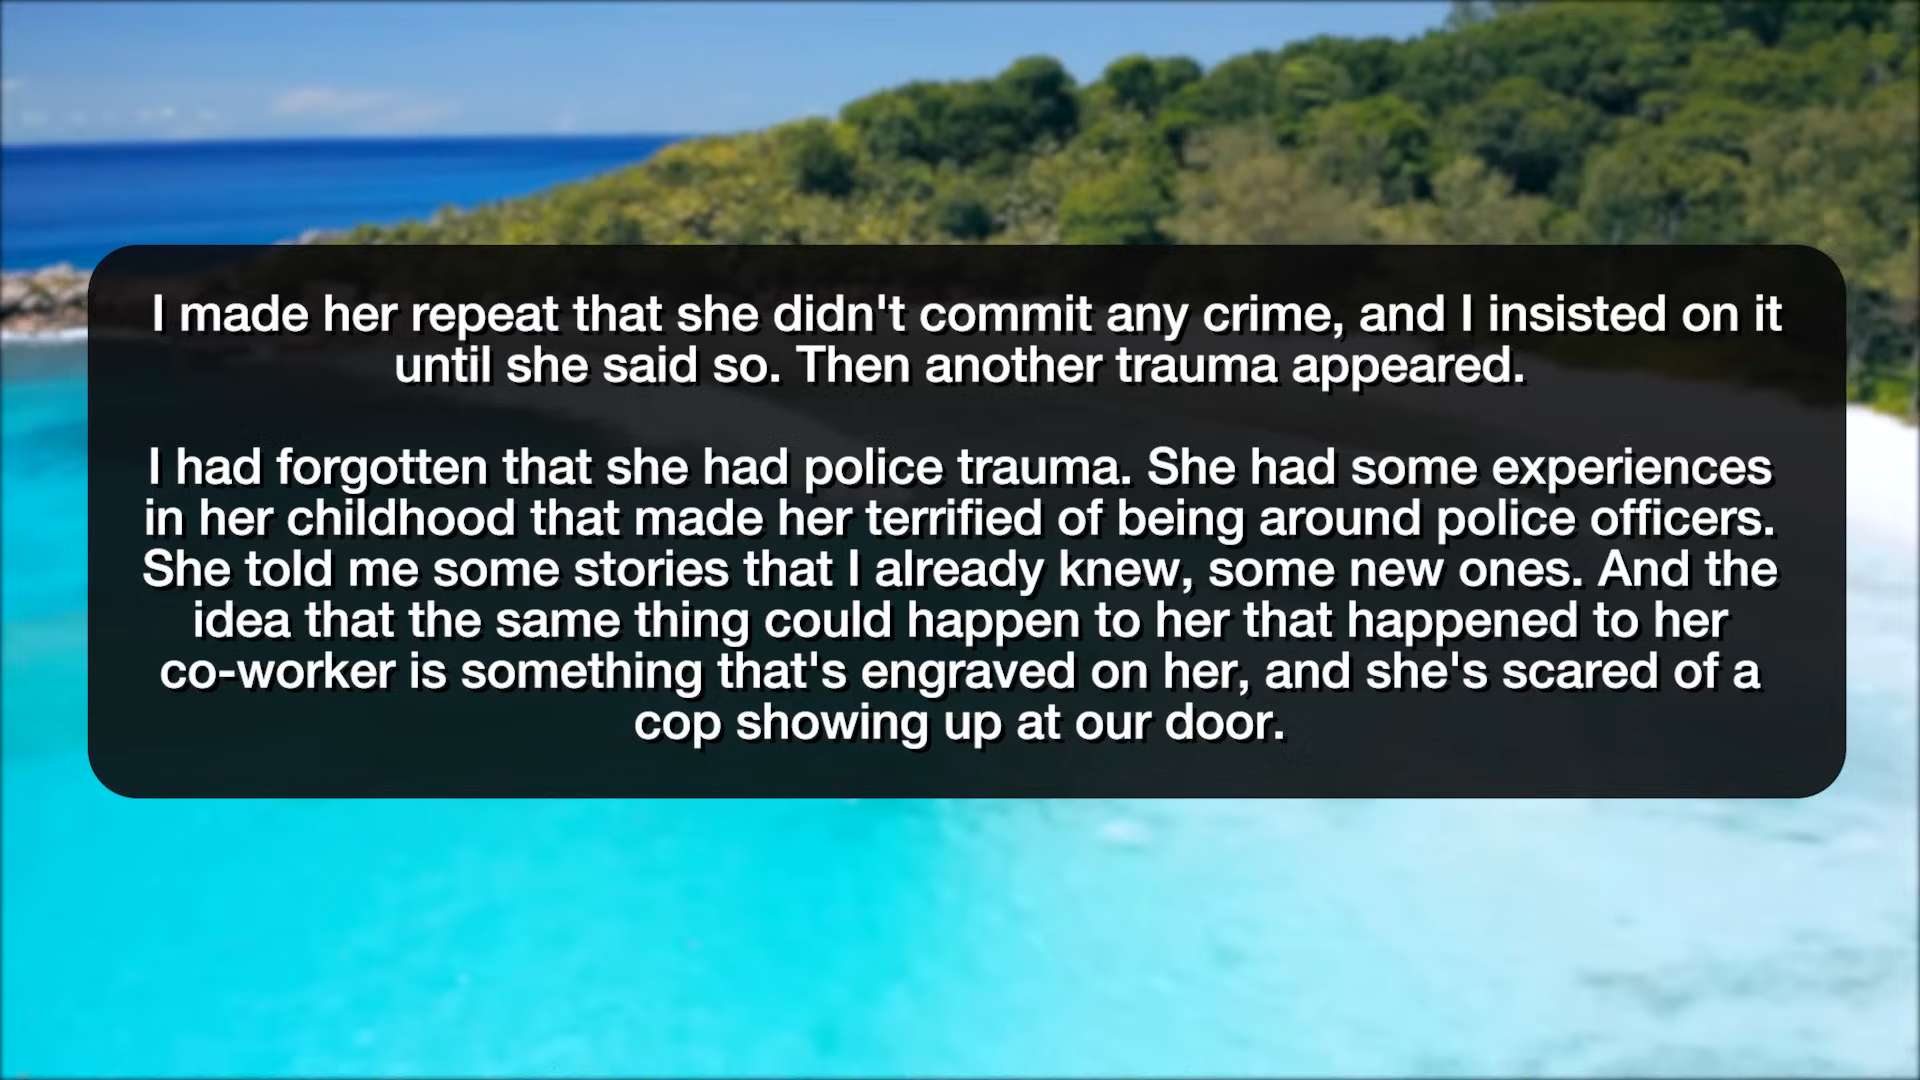 I made her repeat that she didn't commit any crime, and I insisted on it
until she said so. Then another trauma appeared.
I had forgotten that she had police trauma. She had some experiences
in her childhood that made her terrified of being around police officers.
She told me some stories that I already knew, some new ones. And the
idea that the same thing could happen to her that happened to her
co-worker is something that's engraved on her, and she's scared of a
cop showing up at our door.